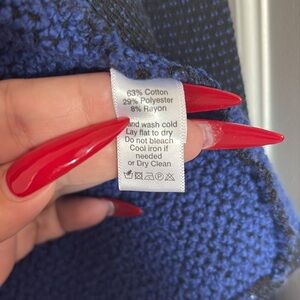 63% Cotton
29% Polyester
8% Rayon
and wash cold
Lay flat to dry
Do not bleach
Cool iron if
needed
or Dry Clean